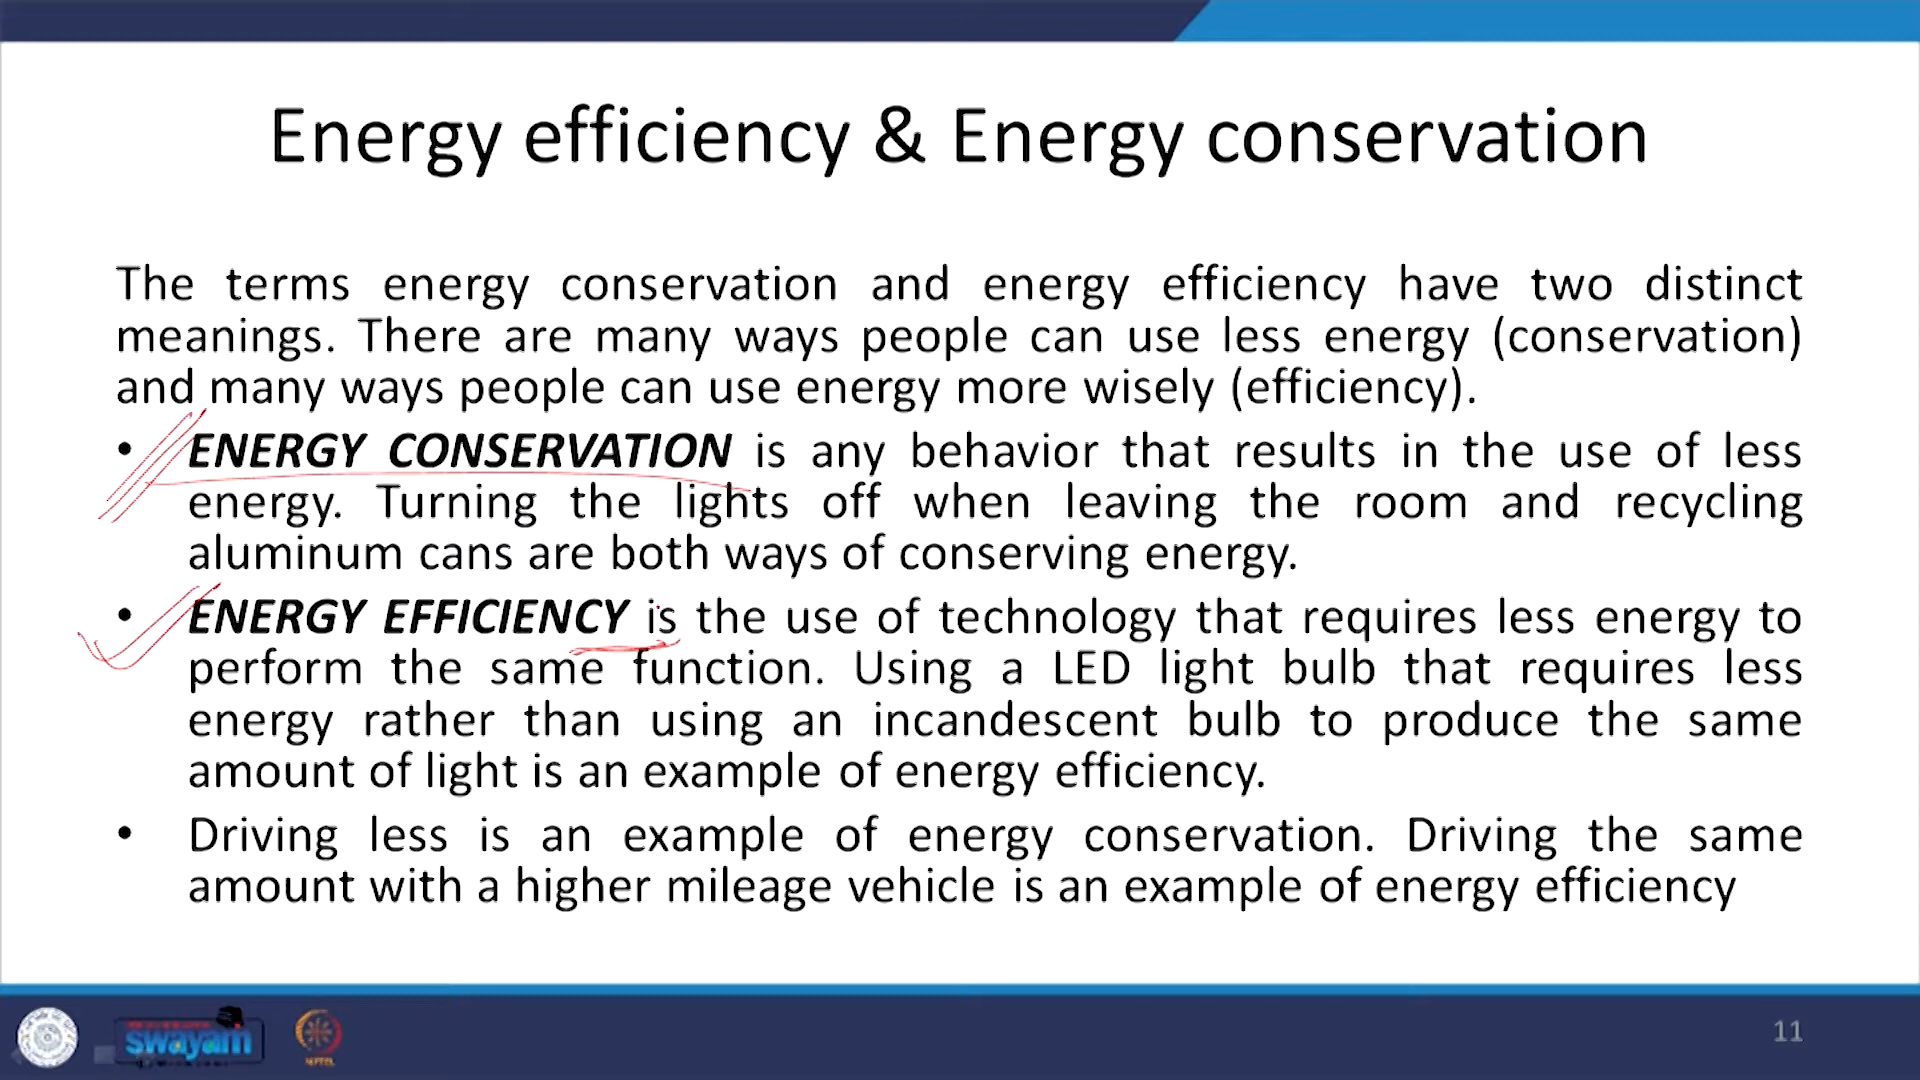 Energy efficiency & Energy conservation
The terms energy conservation and energy efficiency have two distinct
meanings. There are many ways people can use less energy (conservation)
and many ways people can use energy more wisely (efficiency).
• ENERGY CONSERVATION is any behavior that results in the use of less
energy. Turning the lights off when leaving the room and recycling
aluminum cans are both ways of conserving energy.
• ENERGY EFFICIENCY is the use of technology that requires less energy to
perform the same function. Using a LED light bulb that requires less
energy rather than using an incandescent bulb to produce the same
amount of light is an example of energy efficiency.
• Driving less is an example of energy conservation. Driving the same
amount with a higher mileage vehicle is an example of energy efficiency
swayam
NPTEL
11